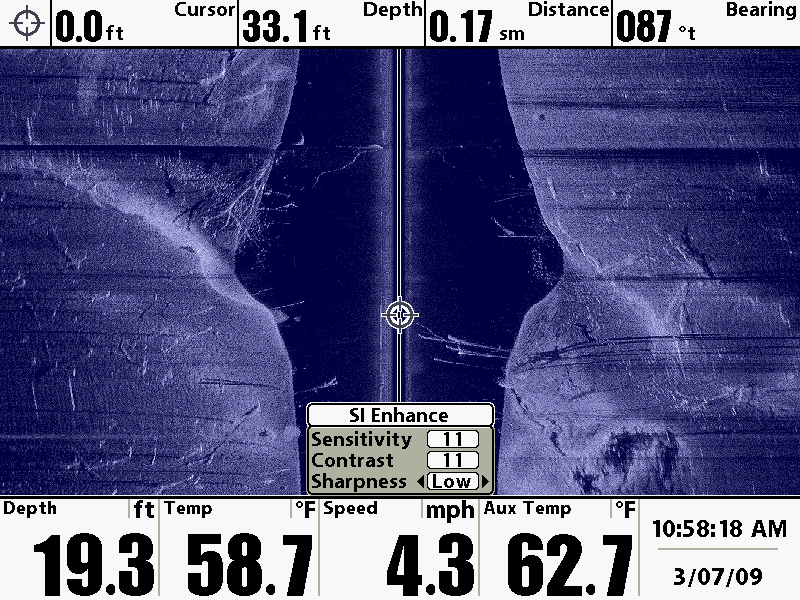 Cursor Depth Distance Bearing
0.0 ft 33.1 ft 0.17 sm 087 °t
SI Enhance
Sensitivity 11
Contrast 11
Sharpness Low
Depth ft Temp °F Speed mph Aux Temp °F
19.3 58.7 4.3 62.7
10:58:18 AM
3/07/09